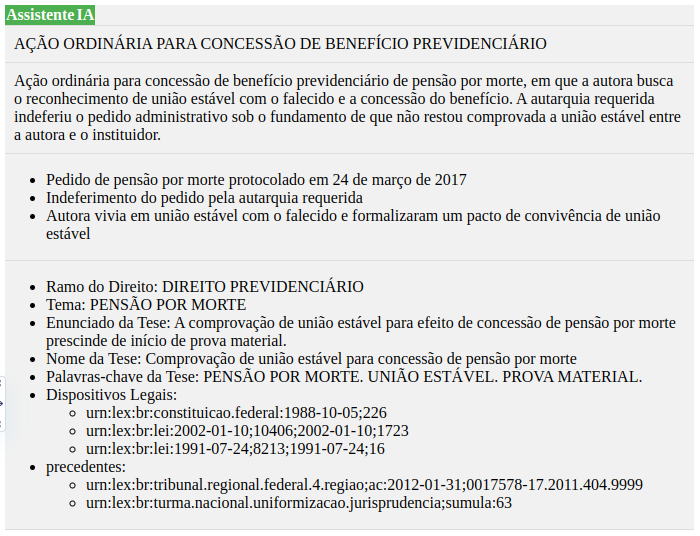 Assistente IA
AÇÃO ORDINÁRIA PARA CONCESSÃO DE BENEFÍCIO PREVIDENCIÁRIO
Ação ordinária para concessão de benefício previdenciário de pensão por morte, em que a autora busca
o reconhecimento de união estável com o falecido e a concessão do benefício. A autarquia requerida
indeferiu o pedido administrativo sob o fundamento de que não restou comprovada a união estável entre
a autora e o instituidor.
• Pedido de pensão por morte protocolado em 24 de março de 2017
• Indeferimento do pedido pela autarquia requerida
• Autora vivia em união estável com o falecido e formalizaram um pacto de convivência de união
estável
• Ramo do Direito: DIREITO PREVIDENCIÁRIO
• Tema: PENSÃO POR MORTE
• Enunciado da Tese: A comprovação de união estável para efeito de concessão de pensão por morte
prescinde de início de prova material.
• Nome da Tese: Comprovação de união estável para concessão de pensão por morte
• Palavras-chave da Tese: PENSÃO POR MORTE. UNIÃO ESTÁVEL. PROVA MATERIAL.
• Dispositivos Legais:
◦ urn:lex:br:constituicao.federal:1988-10-05;226
◦ urn:lex:br:lei:2002-01-10;10406;2002-01-10;1723
◦ urn:lex:br:lei:1991-07-24;8213;1991-07-24;16
• precedentes:
◦ urn:lex:br:tribunal.regional.federal.4.regiao;ac:2012-01-31;0017578-17.2011.404.9999
◦ urn:lex:br:turma.nacional.uniformizacao.jurisprudencia;sumula:63